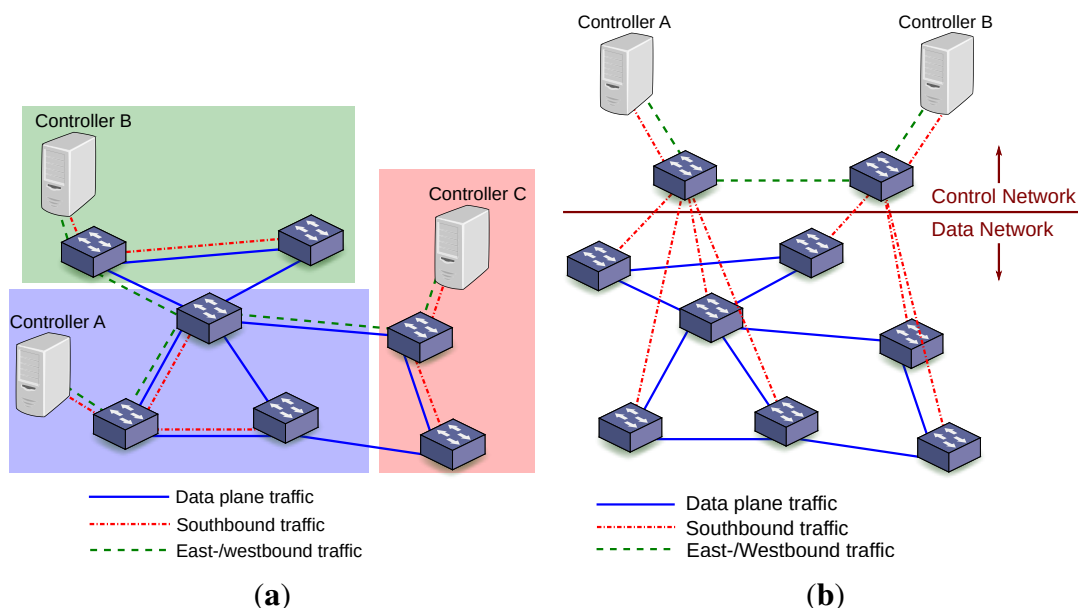 Controller B
Controller C
Controller A
Data plane traffic
Southbound traffic
East-/westbound traffic
(a)
Controller A
Controller B
Control Network
Data Network
Data plane traffic
Southbound traffic
East-/Westbound traffic
(b)